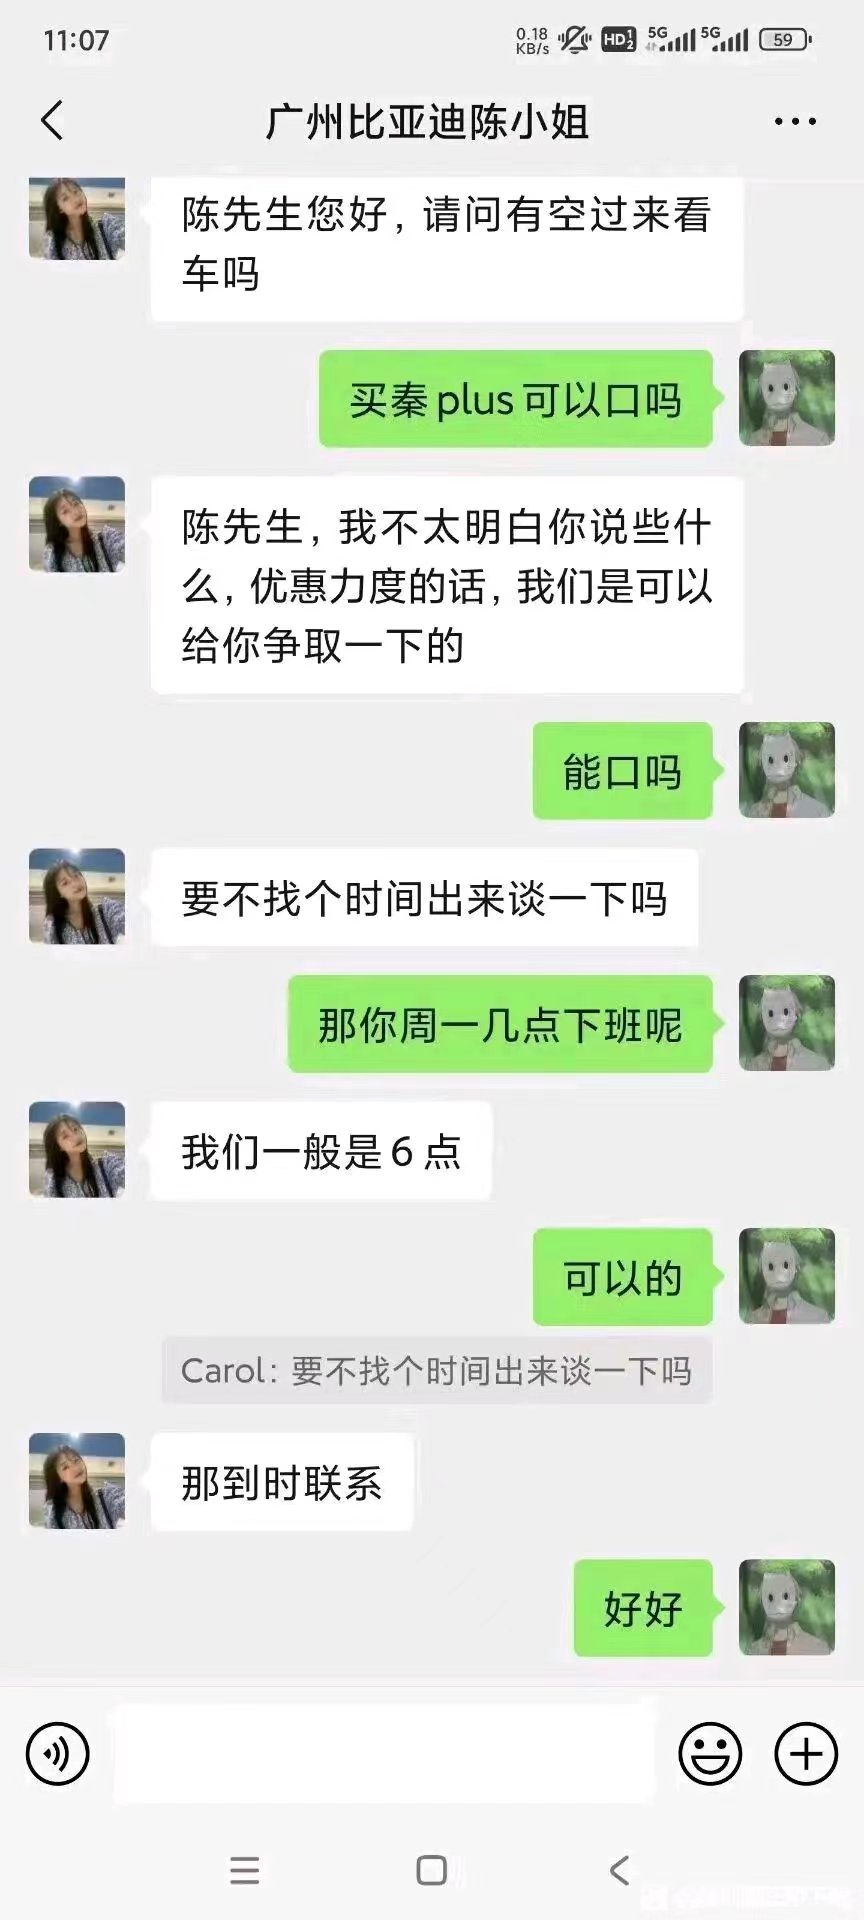 11:07
0.18
KB/s
HD 1
2
5G
5G
59
广州比亚迪陈小姐
陈先生您好，请问有空过来看
车吗
买秦plus可以口吗
陈先生，我不太明白你说些什
么，优惠力度的话，我们是可以
给你争取一下的
能口吗
要不找个时间出来谈一下吗
那你周一几点下班呢
我们一般是6点
可以的
Carol：要不找个时间出来谈一下吗
那到时联系
好好